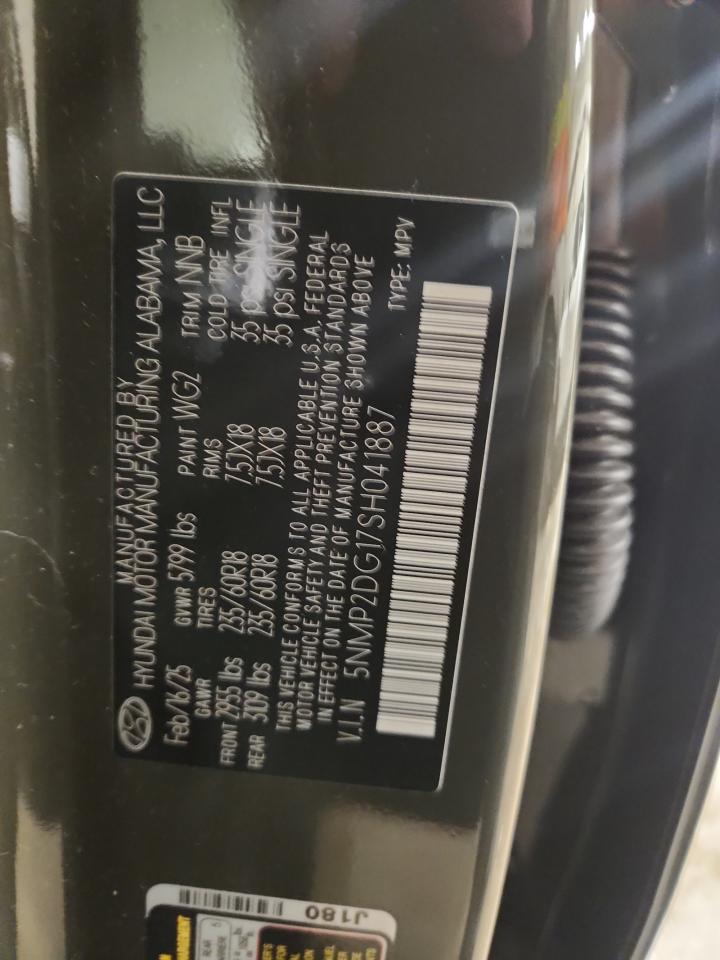 MANUFACTURED BY
HYUNDAI MOTOR MANUFACTURING ALABAMA, LLC
Feb/16/25 GVWR 5799 lbs PAINT WG2 TRIM NNB
GAWR TIRES RIMS COLD TIRE INFL
FRONT 2955 lbs 235/60R18 7.5JX18 35 psi SINGLE
REAR 3109 lbs 235/60R18 7.5JX18 35 psi SINGLE
THIS VEHICLE CONFORMS TO ALL APPLICABLE U.S.A. FEDERAL
MOTOR VEHICLE SAFETY AND THEFT PREVENTION STANDARDS
IN EFFECT ON THE DATE OF MANUFACTURE SHOWN ABOVE
V.I.N 5NMP2DG17SH041887 TYPE: MPV
J180
REAR